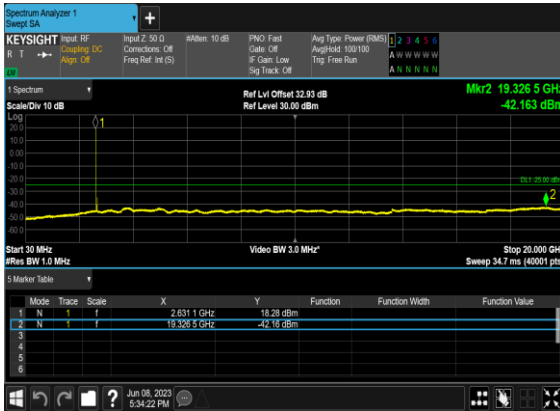 Spectrum Analyzer 1
Swept SA
+
KEYSIGHT Input: RF Input Z: 50 Ω #Atten: 10 dB PNO: Fast Avg Type: Power (RMS) 1 2 3 4 5 6
R T Coupling: DC Corrections: Off Gate: Off Avg|Hold: 100/100 A W W W W W
Align: Off Freq Ref: Int (S) IF Gain: Low Trig: Free Run
Sig Track: Off A N N N N N
1 Spectrum
Ref Lvl Offset 32.93 dB Mkr2 19.326 5 GHz
Scale/Div 10 dB Ref Level 30.00 dBm -42.163 dBm
Log
20.0
10.0
0.00
-10.0
-20.0
-30.0
-40.0
-50.0
-60.0
1
DL1 -25.00 dBm
2
Start 30 MHz Video BW 3.0 MHz* Stop 20.000 GHz
#Res BW 1.0 MHz Sweep 34.7 ms (40001 pts)
5 Marker Table
Mode Trace Scale X Y Function Function Width Function Value
1 N 1 f 2.631 1 GHz 18.28 dBm
2 N 1 f 19.326 5 GHz -42.16 dBm
3
4
5
6
? Jun 08, 2023
5:34:22 PM